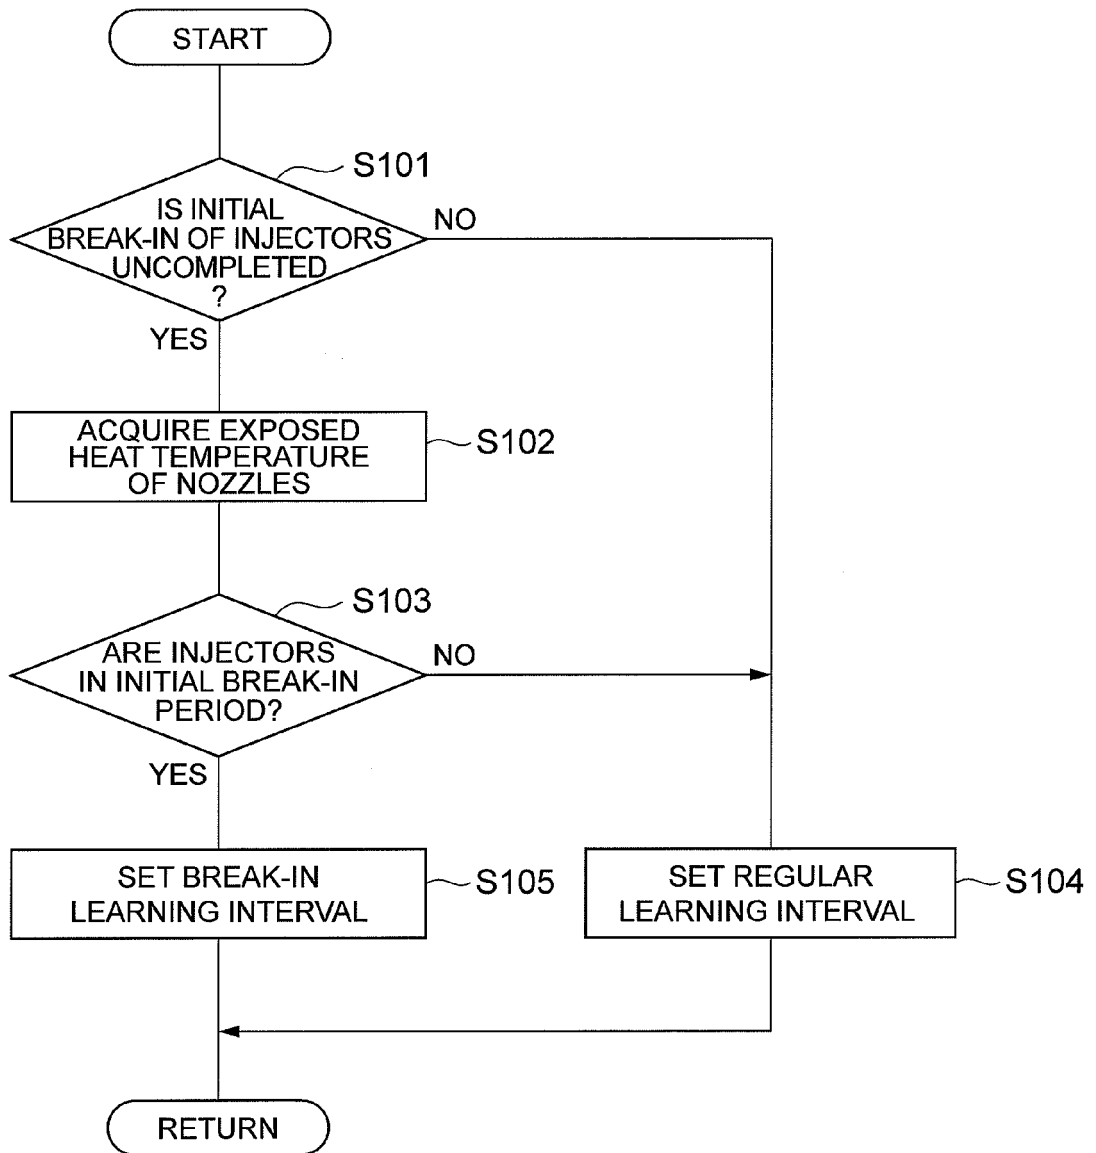 START
S101
IS INITIAL
BREAK-IN OF INJECTORS
UNCOMPLETED
?
NO
YES
ACQUIRE EXPOSED
HEAT TEMPERATURE
OF NOZZLES
S102
S103
ARE INJECTORS
IN INITIAL BREAK-IN
PERIOD?
NO
YES
SET BREAK-IN
LEARNING INTERVAL
S105
SET REGULAR
LEARNING INTERVAL
S104
RETURN